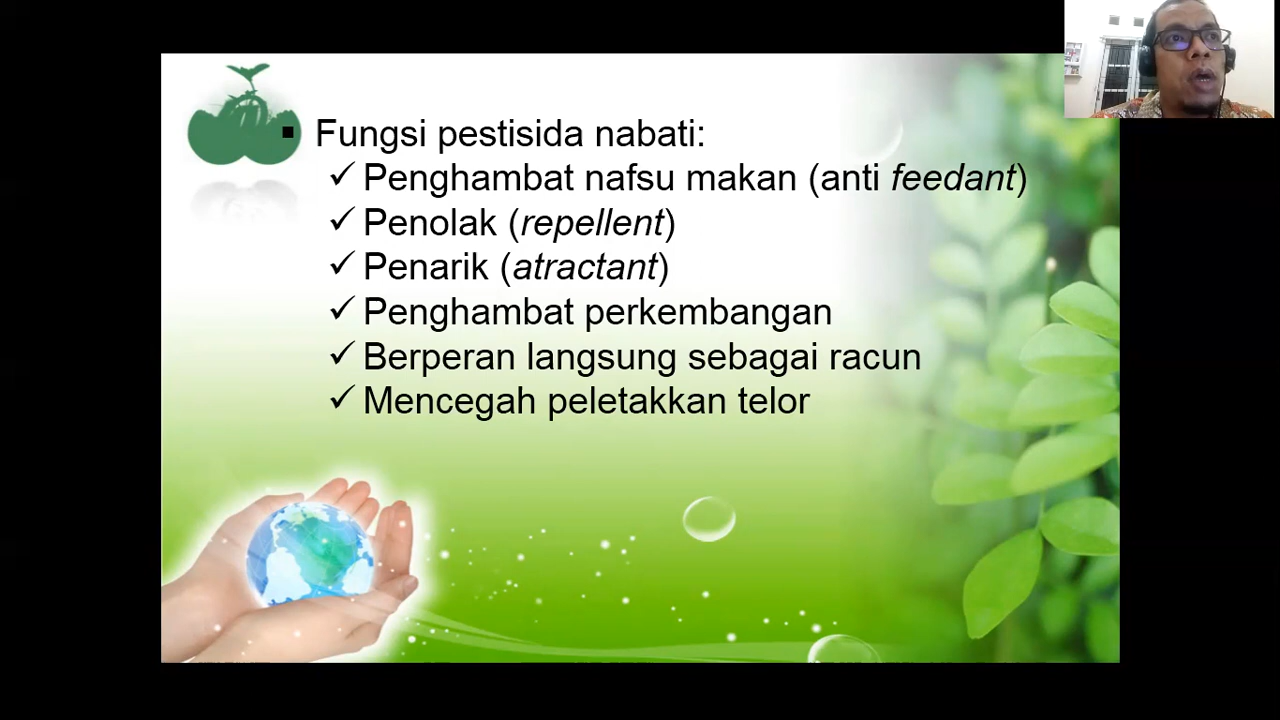 ▪ Fungsi pestisida nabati:
✓ Penghambat nafsu makan (anti feedant)
✓ Penolak (repellent)
✓ Penarik (atractant)
✓ Penghambat perkembangan
✓ Berperan langsung sebagai racun
✓ Mencegah peletakkan telor